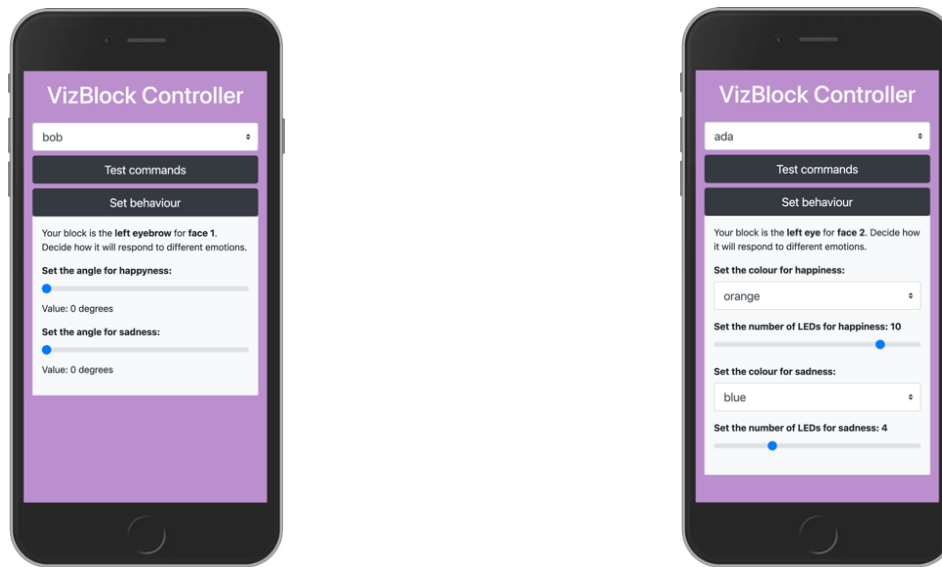 VizBlock Controller
bob
Test commands
Set behaviour
Your block is the left eyebrow for face 1.
Decide how it will respond to different emotions.
Set the angle for happyness:
Value: 0 degrees
Set the angle for sadness:
Value: 0 degrees
VizBlock Controller
ada
Test commands
Set behaviour
Your block is the left eye for face 2. Decide how
it will respond to different emotions.
Set the colour for happiness:
orange
Set the number of LEDs for happiness: 10
Set the colour for sadness:
blue
Set the number of LEDs for sadness: 4